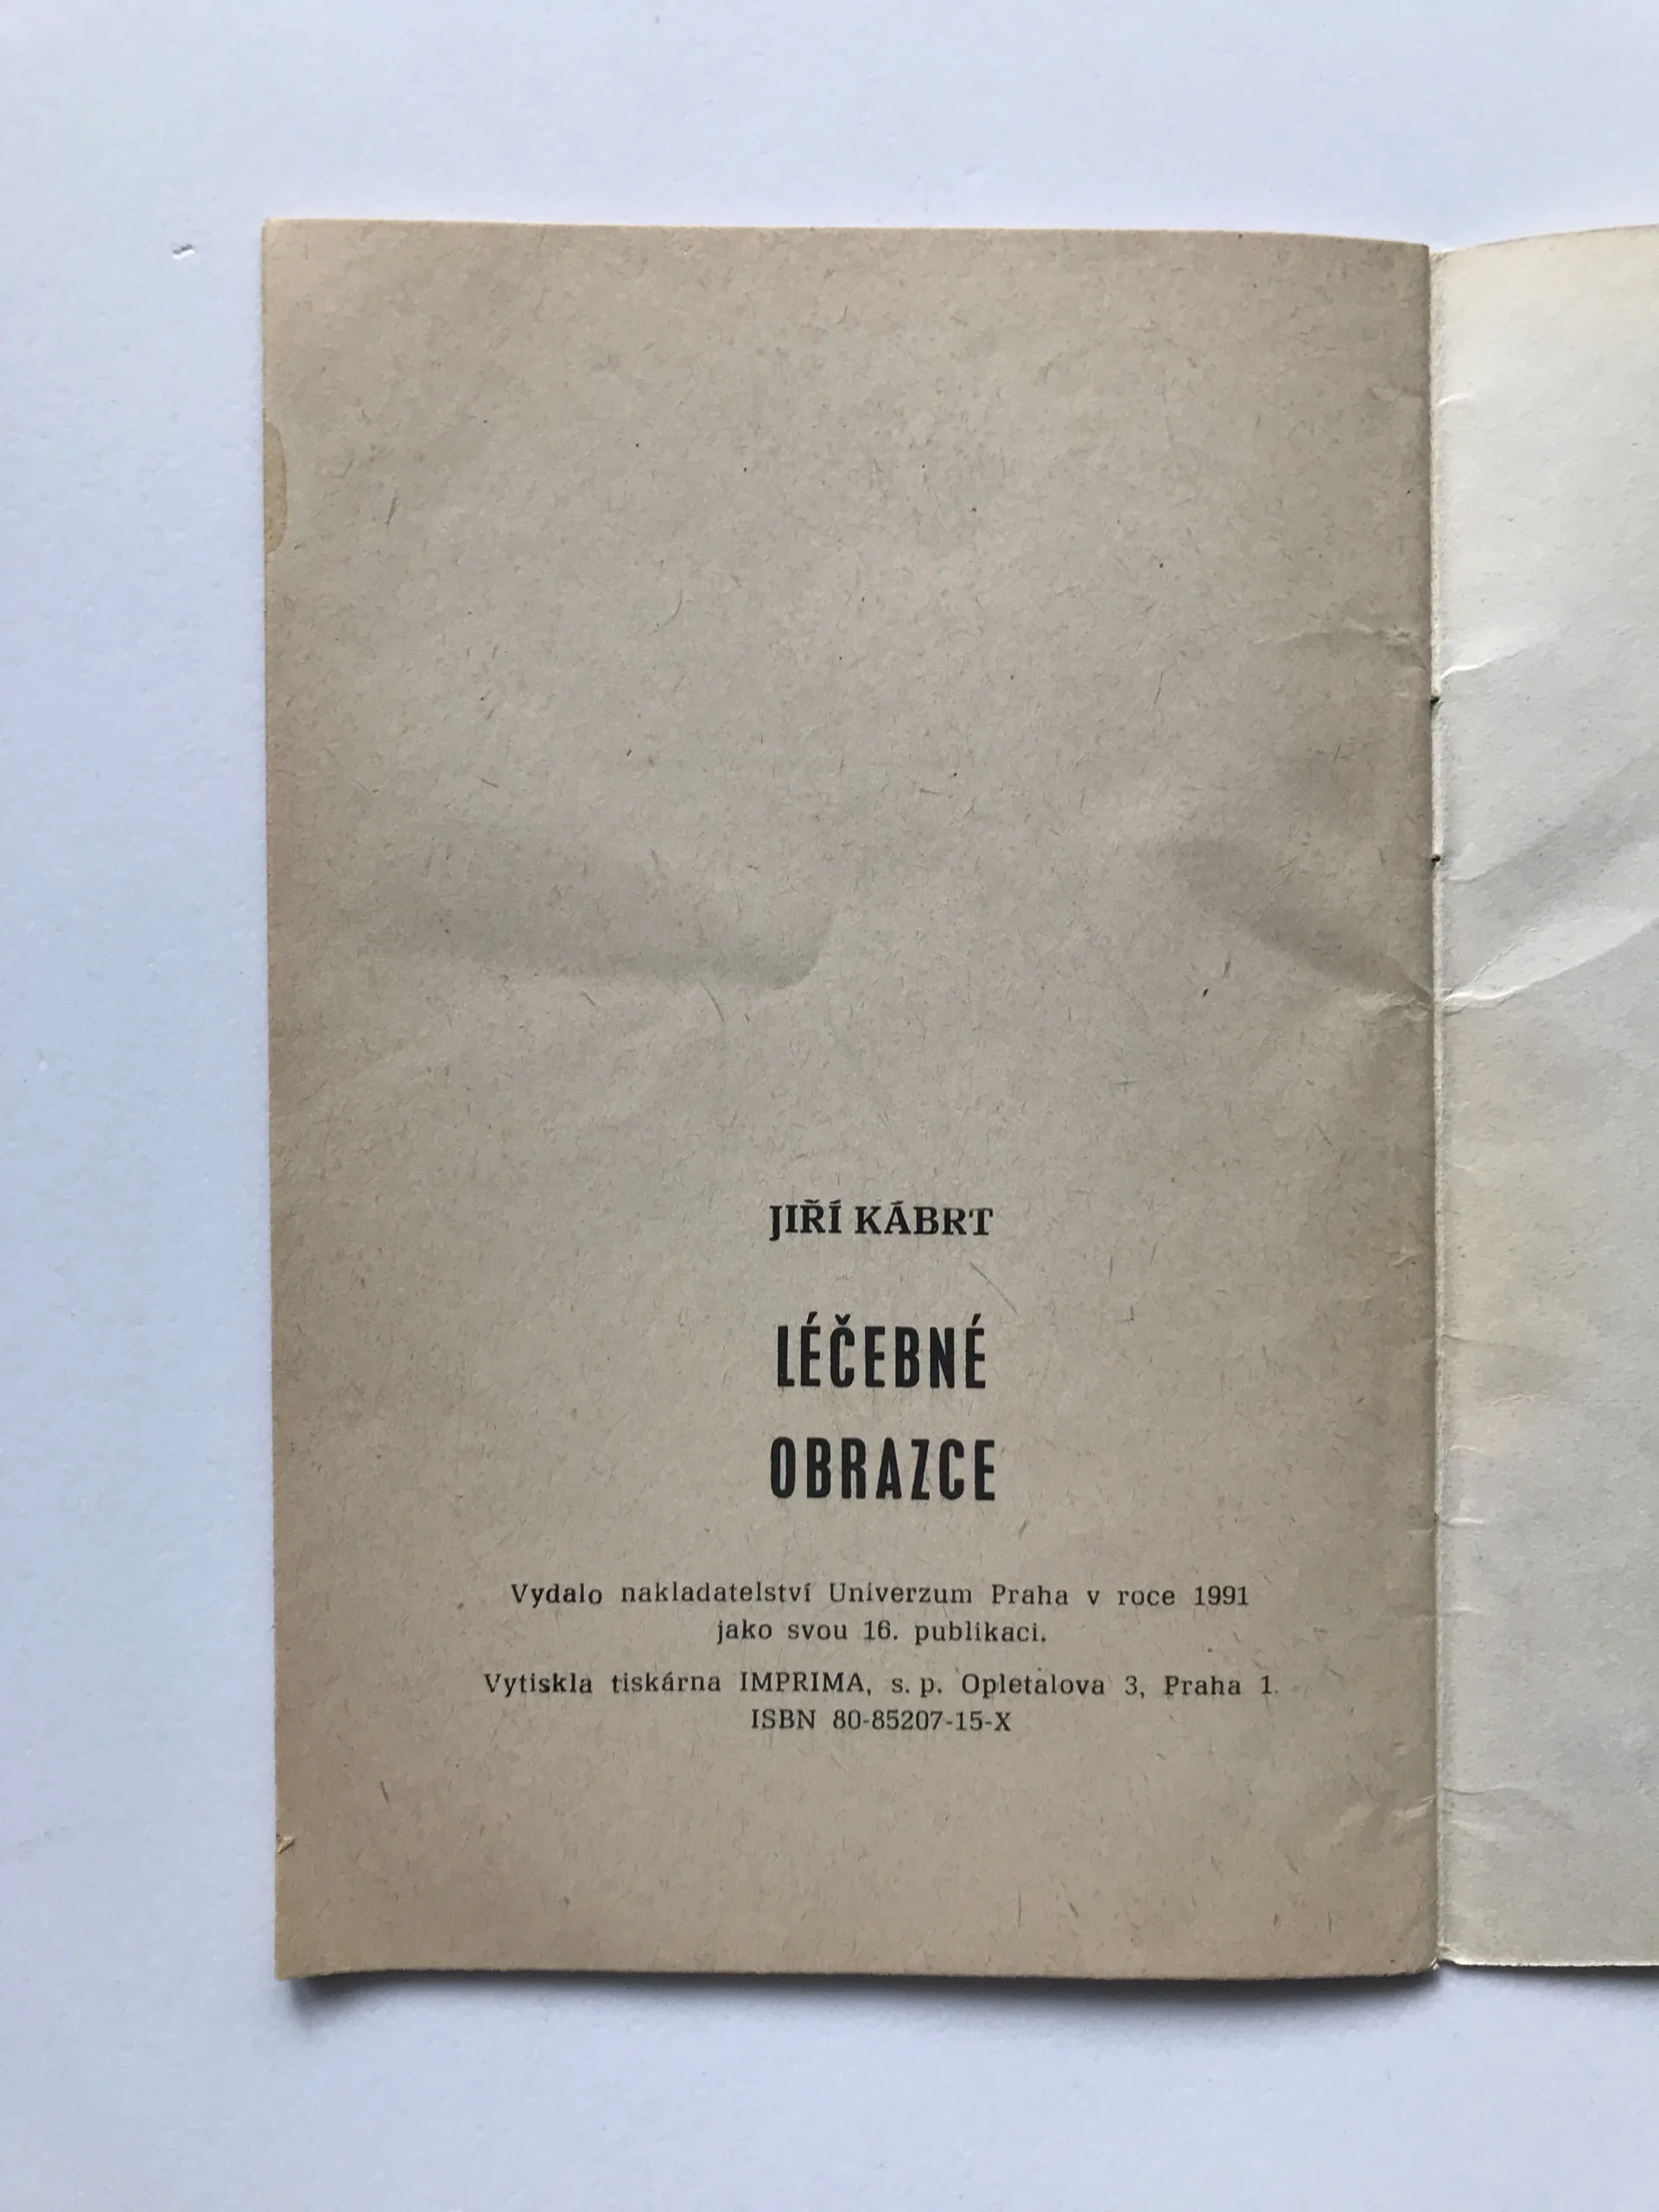 JIŘÍ KÁBRT
LÉČEBNÉ
OBRAZCE
Vydalo nakladatelství Univerzum Praha v roce 1991
jako svou 16. publikaci.
Vytiskla tiskárna IMPRIMA, s. p. Opletalova 3, Praha 1.
ISBN 80-85207-15-X